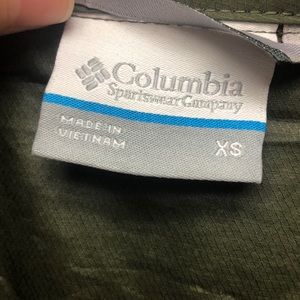 Columbia
Sportswear Company
MADE IN
VIETNAM
XS